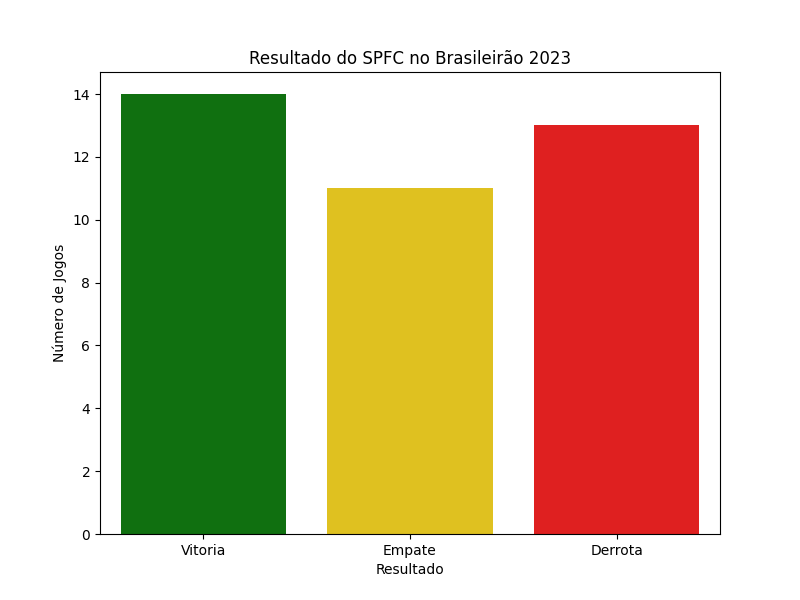 Resultado do SPFC no Brasileirão 2023
Número de Jogos
14
12
10
8
6
4
2
0
Vitoria Empate Derrota
Resultado